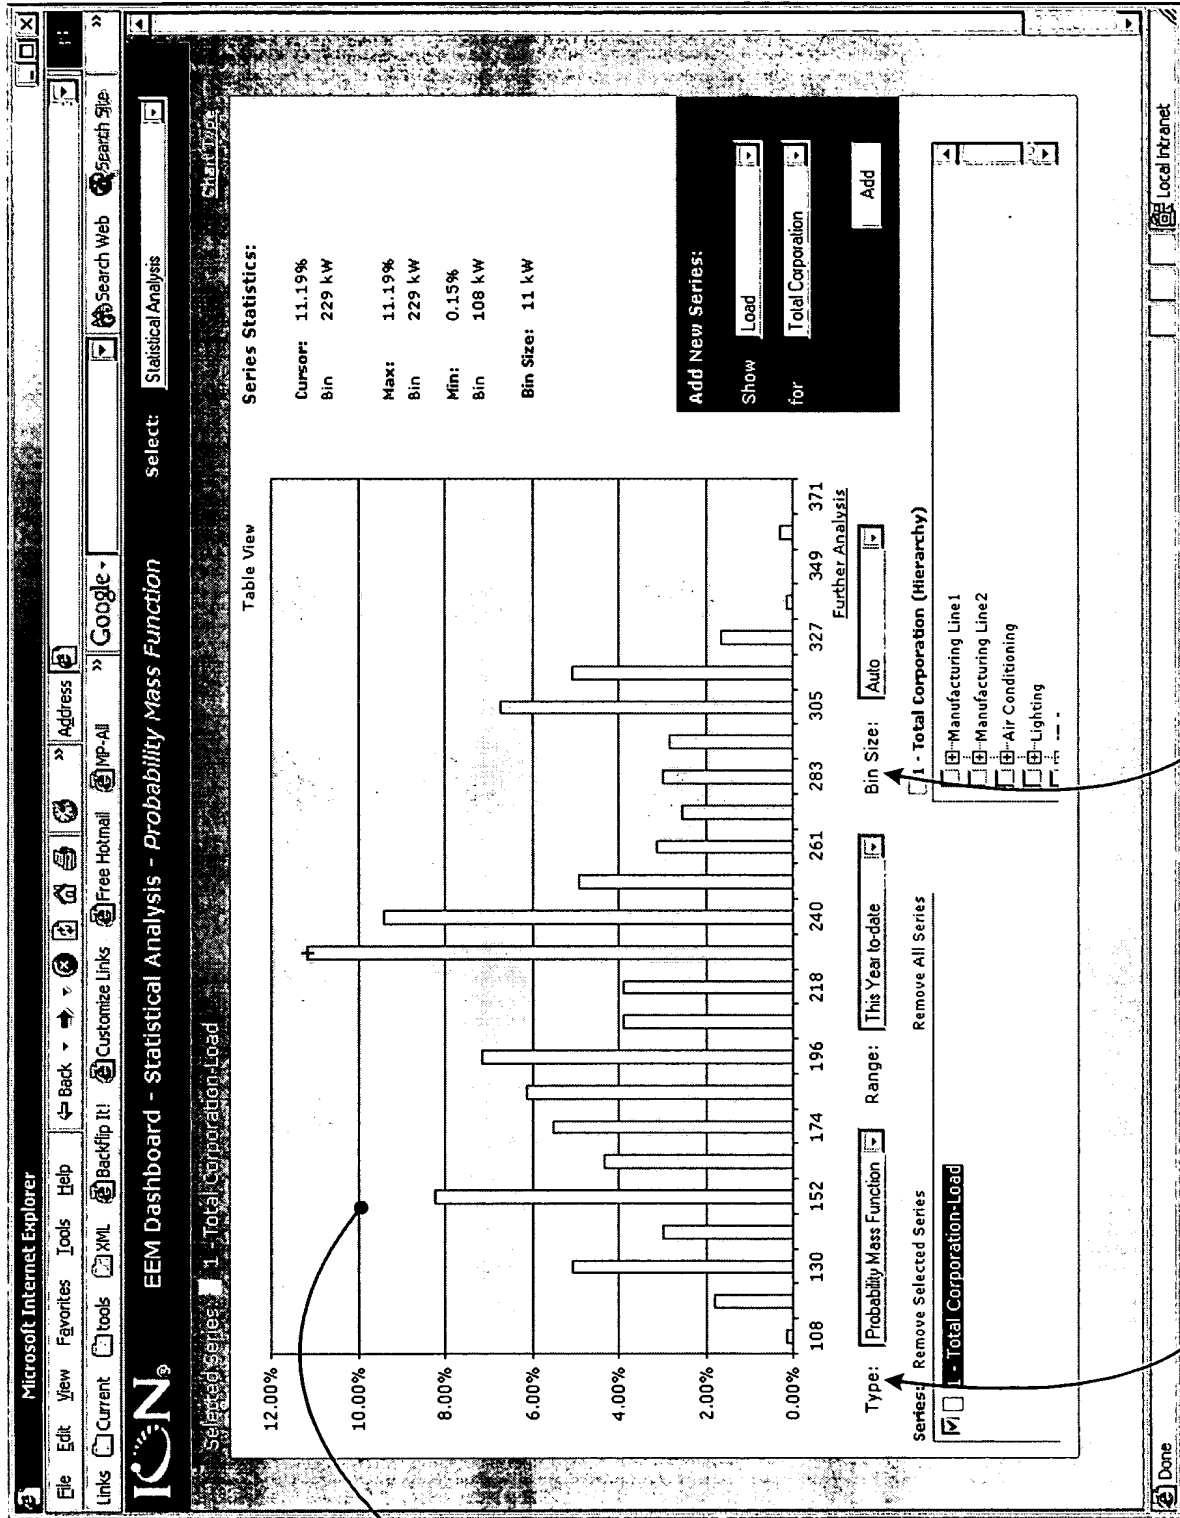 Microsoft Internet Explorer
File Edit View Favorites Tools Help Back Address
Links Current tools XML Backflip It! Customize Links Free Hotmail MP-All » Google Search Web Search Site »
ION® EEM Dashboard - Statistical Analysis - Probability Mass Function Select: Statistical Analysis
Selected Series: 1 - Total Corporation-Load Chart Type
Table View
12.00%
10.00%
8.00%
6.00%
4.00%
2.00%
0.00%
108 130 152 174 196 218 240 261 283 305 327 349 371
Further Analysis
Series Statistics:
Cursor: 11.19%
Bin 229 kW
Max: 11.19%
Bin 229 kW
Min: 0.15%
Bin 108 kW
Bin Size: 11 kW
Add New Series:
Show Load
for Total Corporation
Add
Type: Probability Mass Function Range: This Year to-date Bin Size: Auto
Series: Remove Selected Series Remove All Series
1 - Total Corporation-Load
1 - Total Corporation (Hierarchy)
Manufacturing Line1
Manufacturing Line2
Air Conditioning
Lighting
Done Local intranet